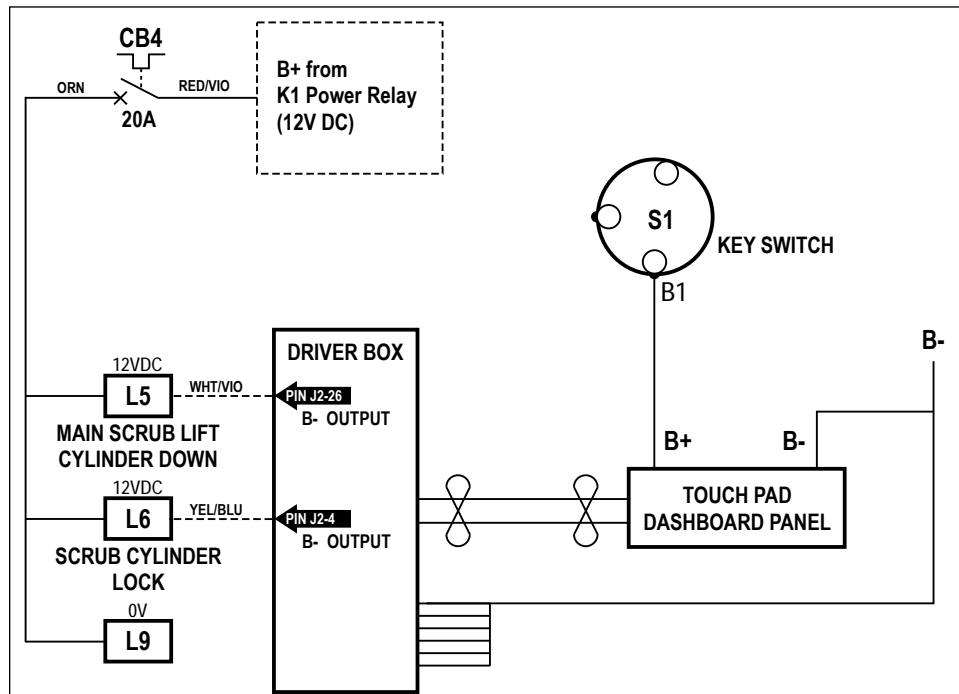 CB4
ORN
RED/VIO
20A
B+ from
K1 Power Relay
(12V DC)
S1
KEY SWITCH
B1
B-
DRIVER BOX
12VDC
L5
WHT/VIO
PIN J2-26
B- OUTPUT
MAIN SCRUB LIFT
CYLINDER DOWN
B+
B-
TOUCH PAD
DASHBOARD PANEL
12VDC
L6
YEL/BLU
PIN J2-4
B- OUTPUT
SCRUB CYLINDER
LOCK
0V
L9